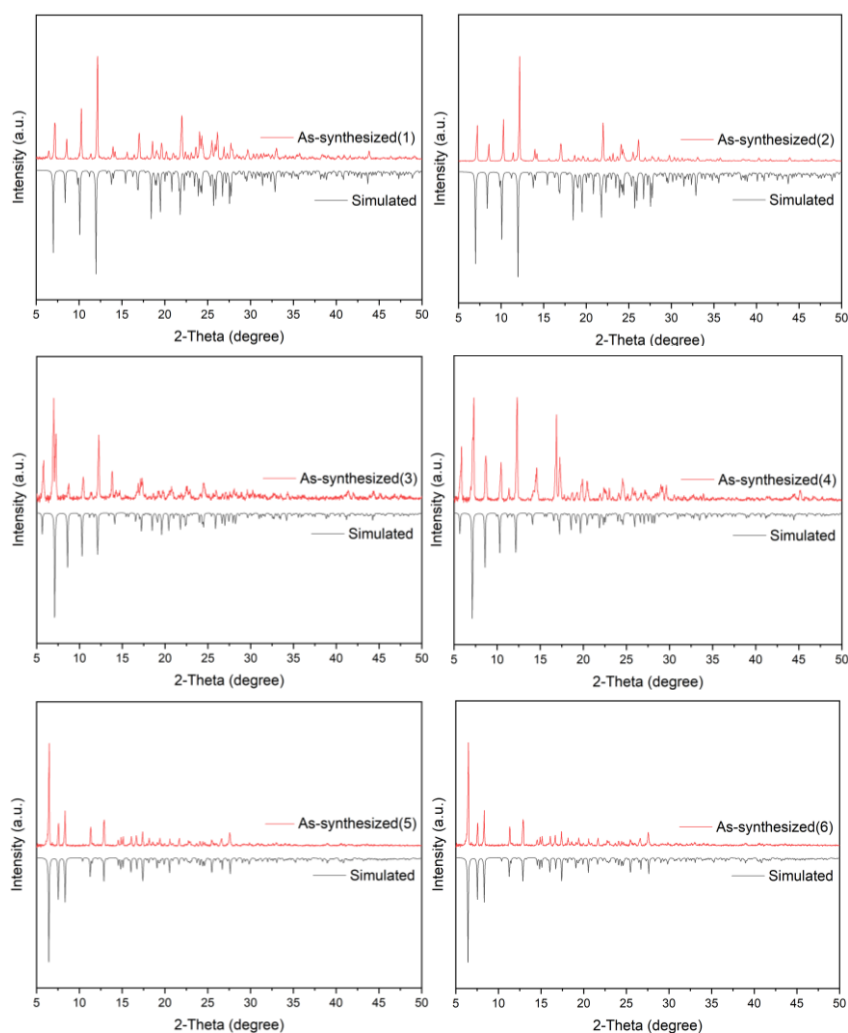 Intensity (a.u.)
As-synthesized(1)
Simulated
5 10 15 20 25 30 35 40 45 50
2-Theta (degree)
Intensity (a.u.)
As-synthesized(2)
Simulated
5 10 15 20 25 30 35 40 45 50
2-Theta (degree)
Intensity (a.u.)
As-synthesized(3)
Simulated
5 10 15 20 25 30 35 40 45 50
2-Theta (degree)
Intensity (a.u.)
As-synthesized(4)
Simulated
5 10 15 20 25 30 35 40 45 50
2-Theta (degree)
Intensity (a.u.)
As-synthesized(5)
Simulated
5 10 15 20 25 30 35 40 45 50
2-Theta (degree)
Intensity (a.u.)
As-synthesized(6)
Simulated
5 10 15 20 25 30 35 40 45 50
2-Theta (degree)